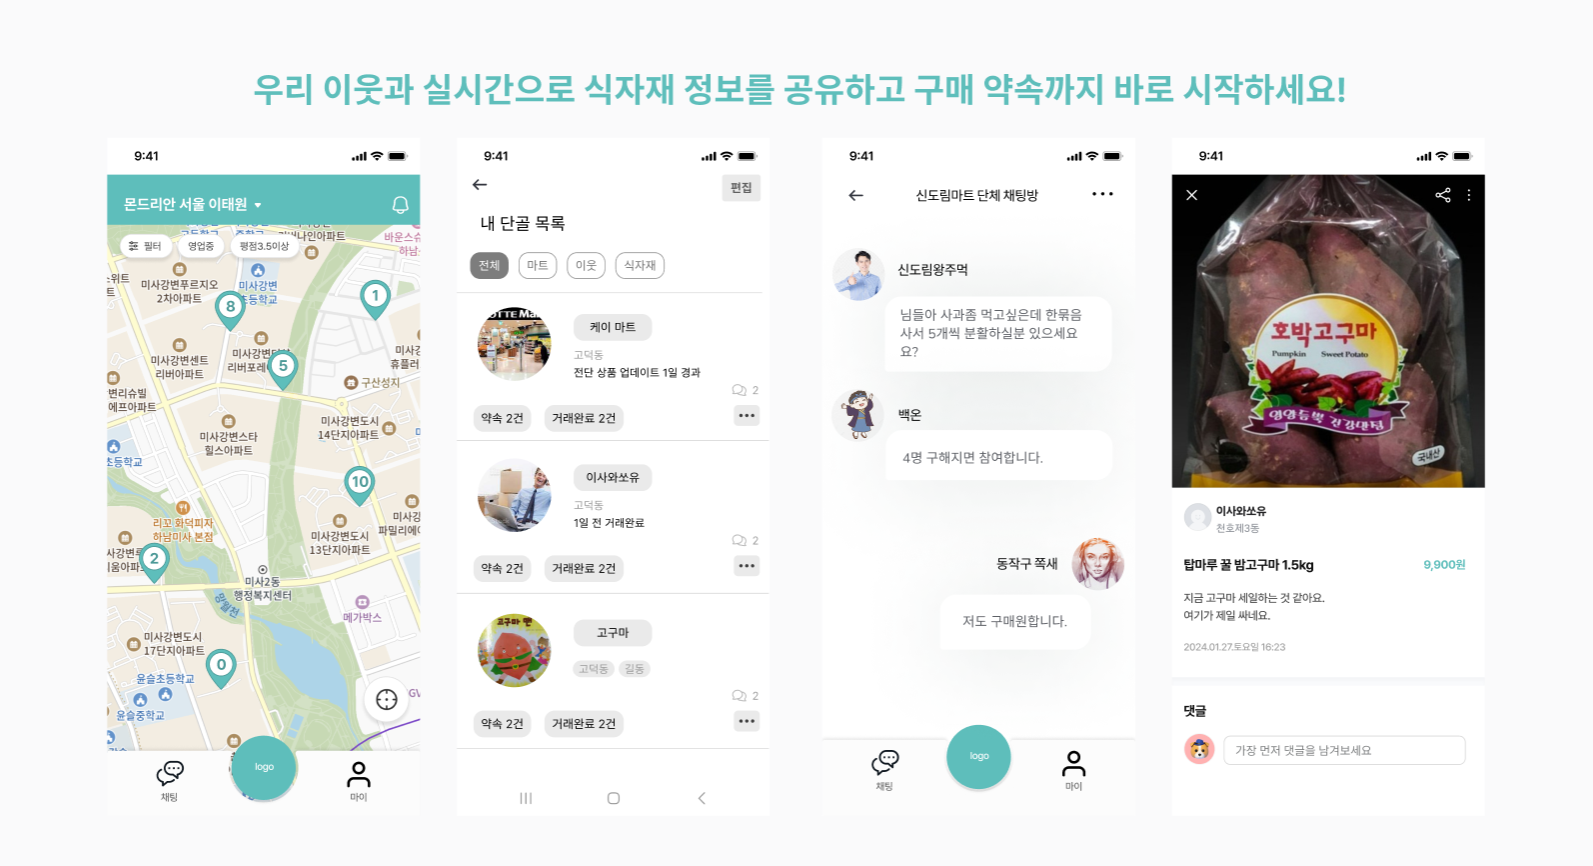 우리 이웃과 실시간으로 식자재 정보를 공유하고 구매 약속까지 바로 시작하세요!
9:41
몬드리안 서울 이태원
필터
영업중
평점3.5이상
바운스슈
하남
미사강변푸르지오
2차아파트
미사강변
초등학교
8
1
미사강변센트
리버아파트
5
구산성지
휴플러
변리슈빌
에프아파트
미사강변스타
힐스아파트
미사강변도시
14단지아파트
초등학교
10
리꼬 화덕피자
하남미사 본점
미사강변도시
13단지아파트
파밀리에
2
미사2동
행정복지센터
망월천
메가박스
미사강변도시
17단지아파트
0
윤슬초등학교
윤슬중학교
logo
채팅
마이
9:41
편집
내 단골 목록
전체
마트
이웃
식자재
케이 마트
고덕동
전단 상품 업데이트 1일 경과
2
약속 2건
거래완료 2건
이사와쏘유
고덕동
1일 전 거래완료
2
약속 2건
거래완료 2건
고구마
고덕동
길동
2
약속 2건
거래완료 2건
9:41
신도림마트 단체 채팅방
신도림왕주먹
님들아 사과좀 먹고싶은데 한묶음
사서 5개씩 분활하실분 있으세요
요?
백온
4명 구해지면 참여합니다.
동작구 쪽새
저도 구매원합니다.
logo
채팅
마이
9:41
호박고구마
Pumpkin Sweet Potato
영양듬뿍 건강만점
국내산
이사와쏘유
천호제3동
탑마루 꿀 밤고구마 1.5kg
9,900원
지금 고구마 세일하는 것 같아요.
여기가 제일 싸네요.
2024.01.27.토요일 16:23
댓글
가장 먼저 댓글을 남겨보세요